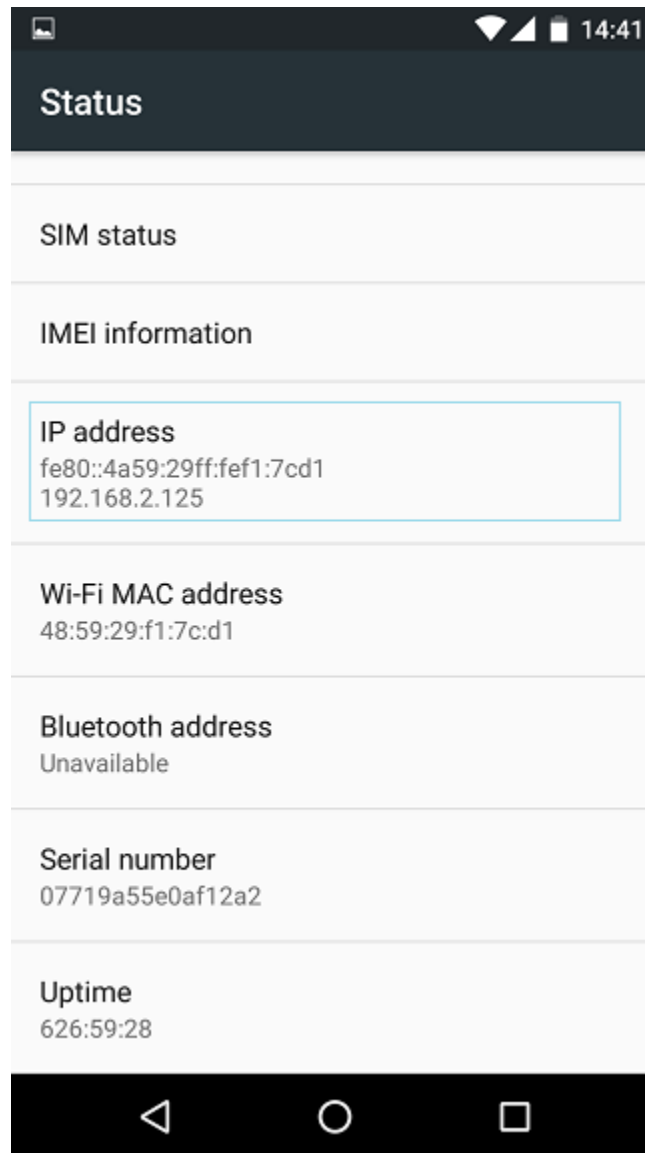 14:41
Status
SIM status
IMEI information
IP address
fe80::4a59:29ff:fef1:7cd1
192.168.2.125
Wi-Fi MAC address
48:59:29:f1:7c:d1
Bluetooth address
Unavailable
Serial number
07719a55e0af12a2
Uptime
626:59:28